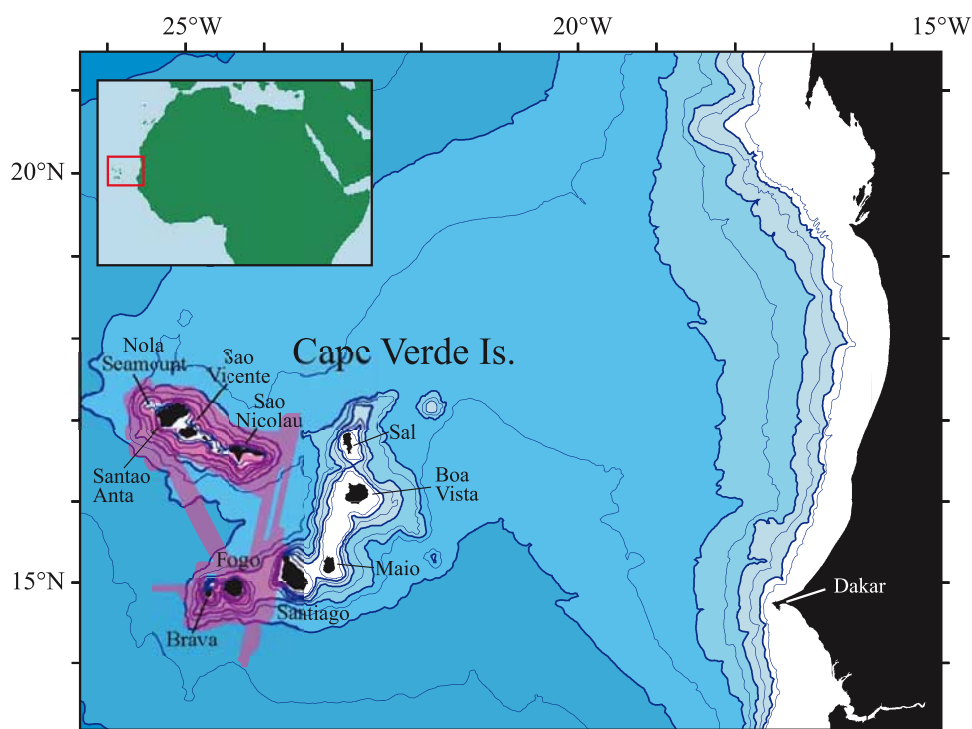 25°W
20°W
15°W
20°N
15°N
Capc Verde Is.
Nola
Seamount
Sao
Vicente
Sao
Nicolau
Santao
Anta
Sal
Boa
Vista
Maio
Fogo
Santiago
Brava
Dakar